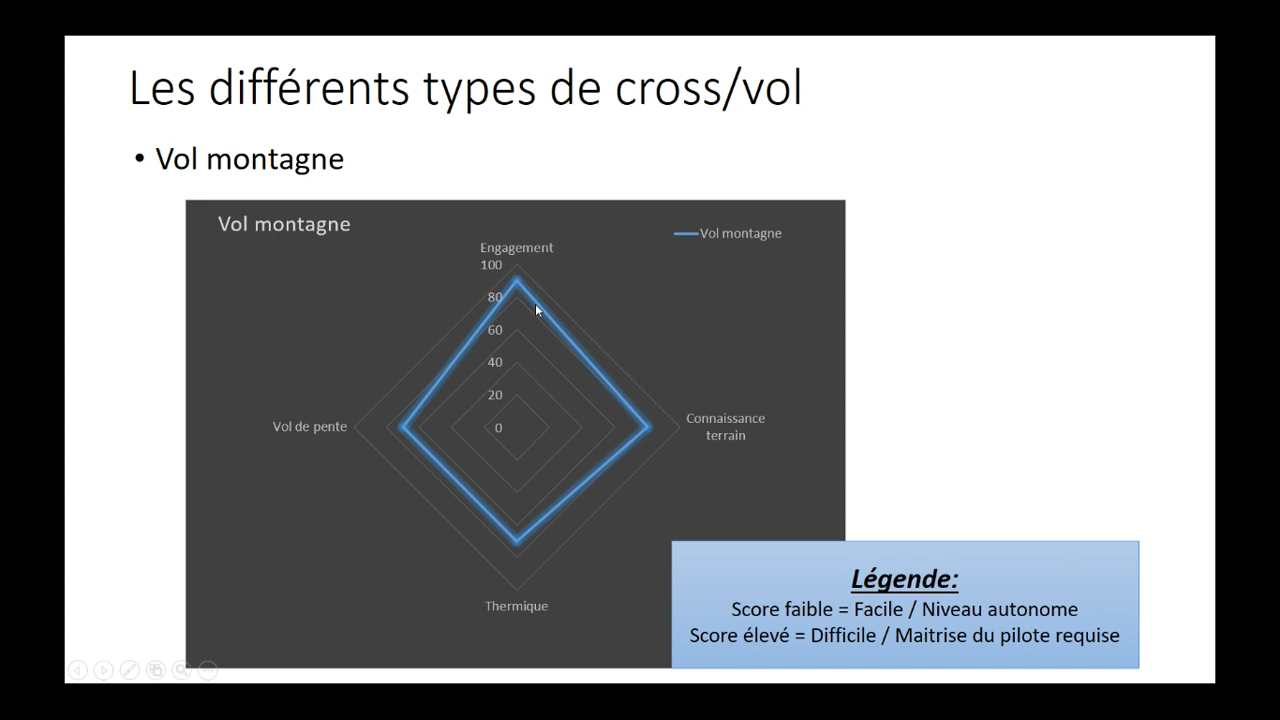 Les différents types de cross/vol
• Vol montagne
Vol montagne
Vol montagne
Engagement
100
80
60
40
20
0
Vol de pente
Connaissance
terrain
Thermique
Légende:
Score faible = Facile / Niveau autonome
Score élevé = Difficile / Maitrise du pilote requise